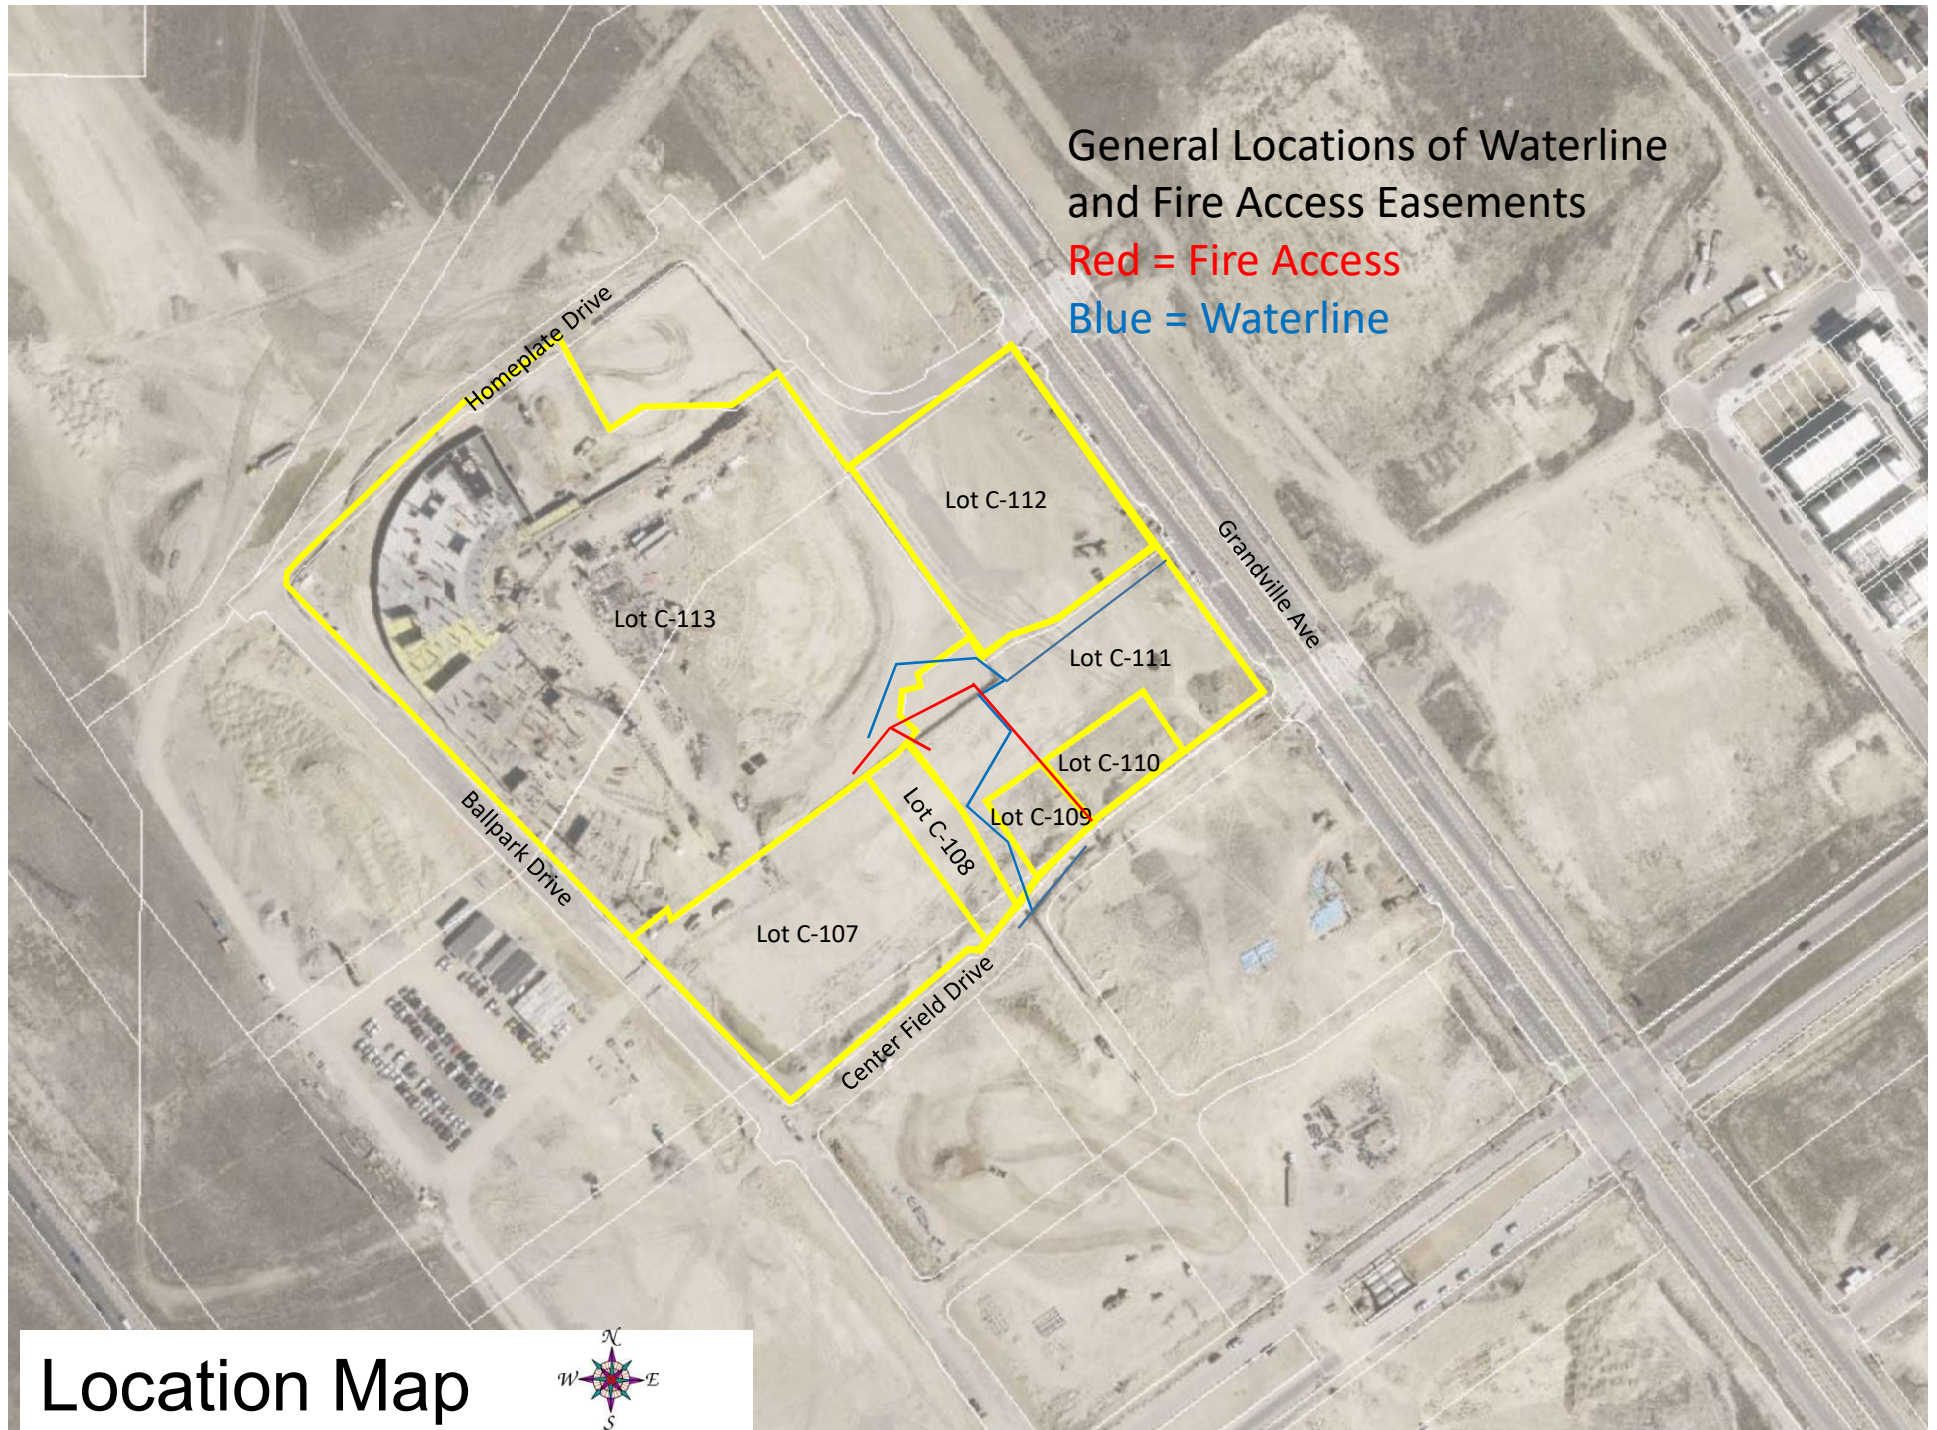 General Locations of Waterline
and Fire Access Easements
Red = Fire Access
Blue = Waterline
Homeplate Drive
Lot C-112
Grandville Ave
Lot C-113
Lot C-111
Lot C-110
Lot C-109
Lot C-108
Ballpark Drive
Lot C-107
Center Field Drive
Location Map
N
W
E
S